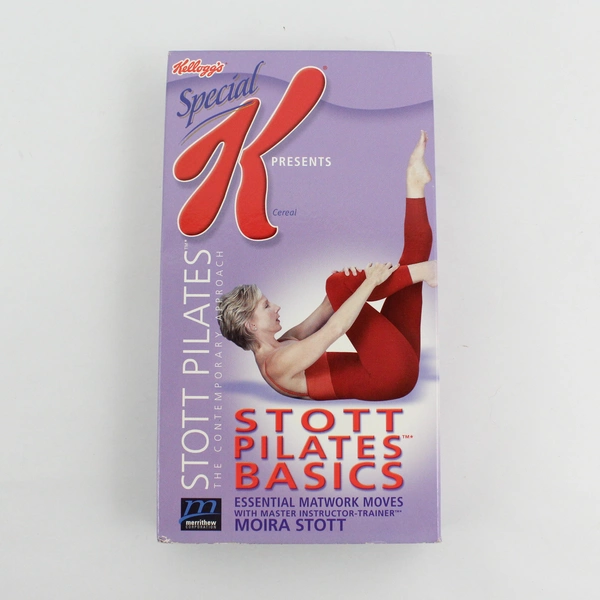 Kellogg's®
Special
K
PRESENTS
Cereal
STOTT PILATES™*
THE CONTEMPORARY APPROACH
STOTT
PILATES™*
BASICS
ESSENTIAL MATWORK MOVES
WITH MASTER INSTRUCTOR-TRAINER™*
MOIRA STOTT
m
merrithew
CORPORATION